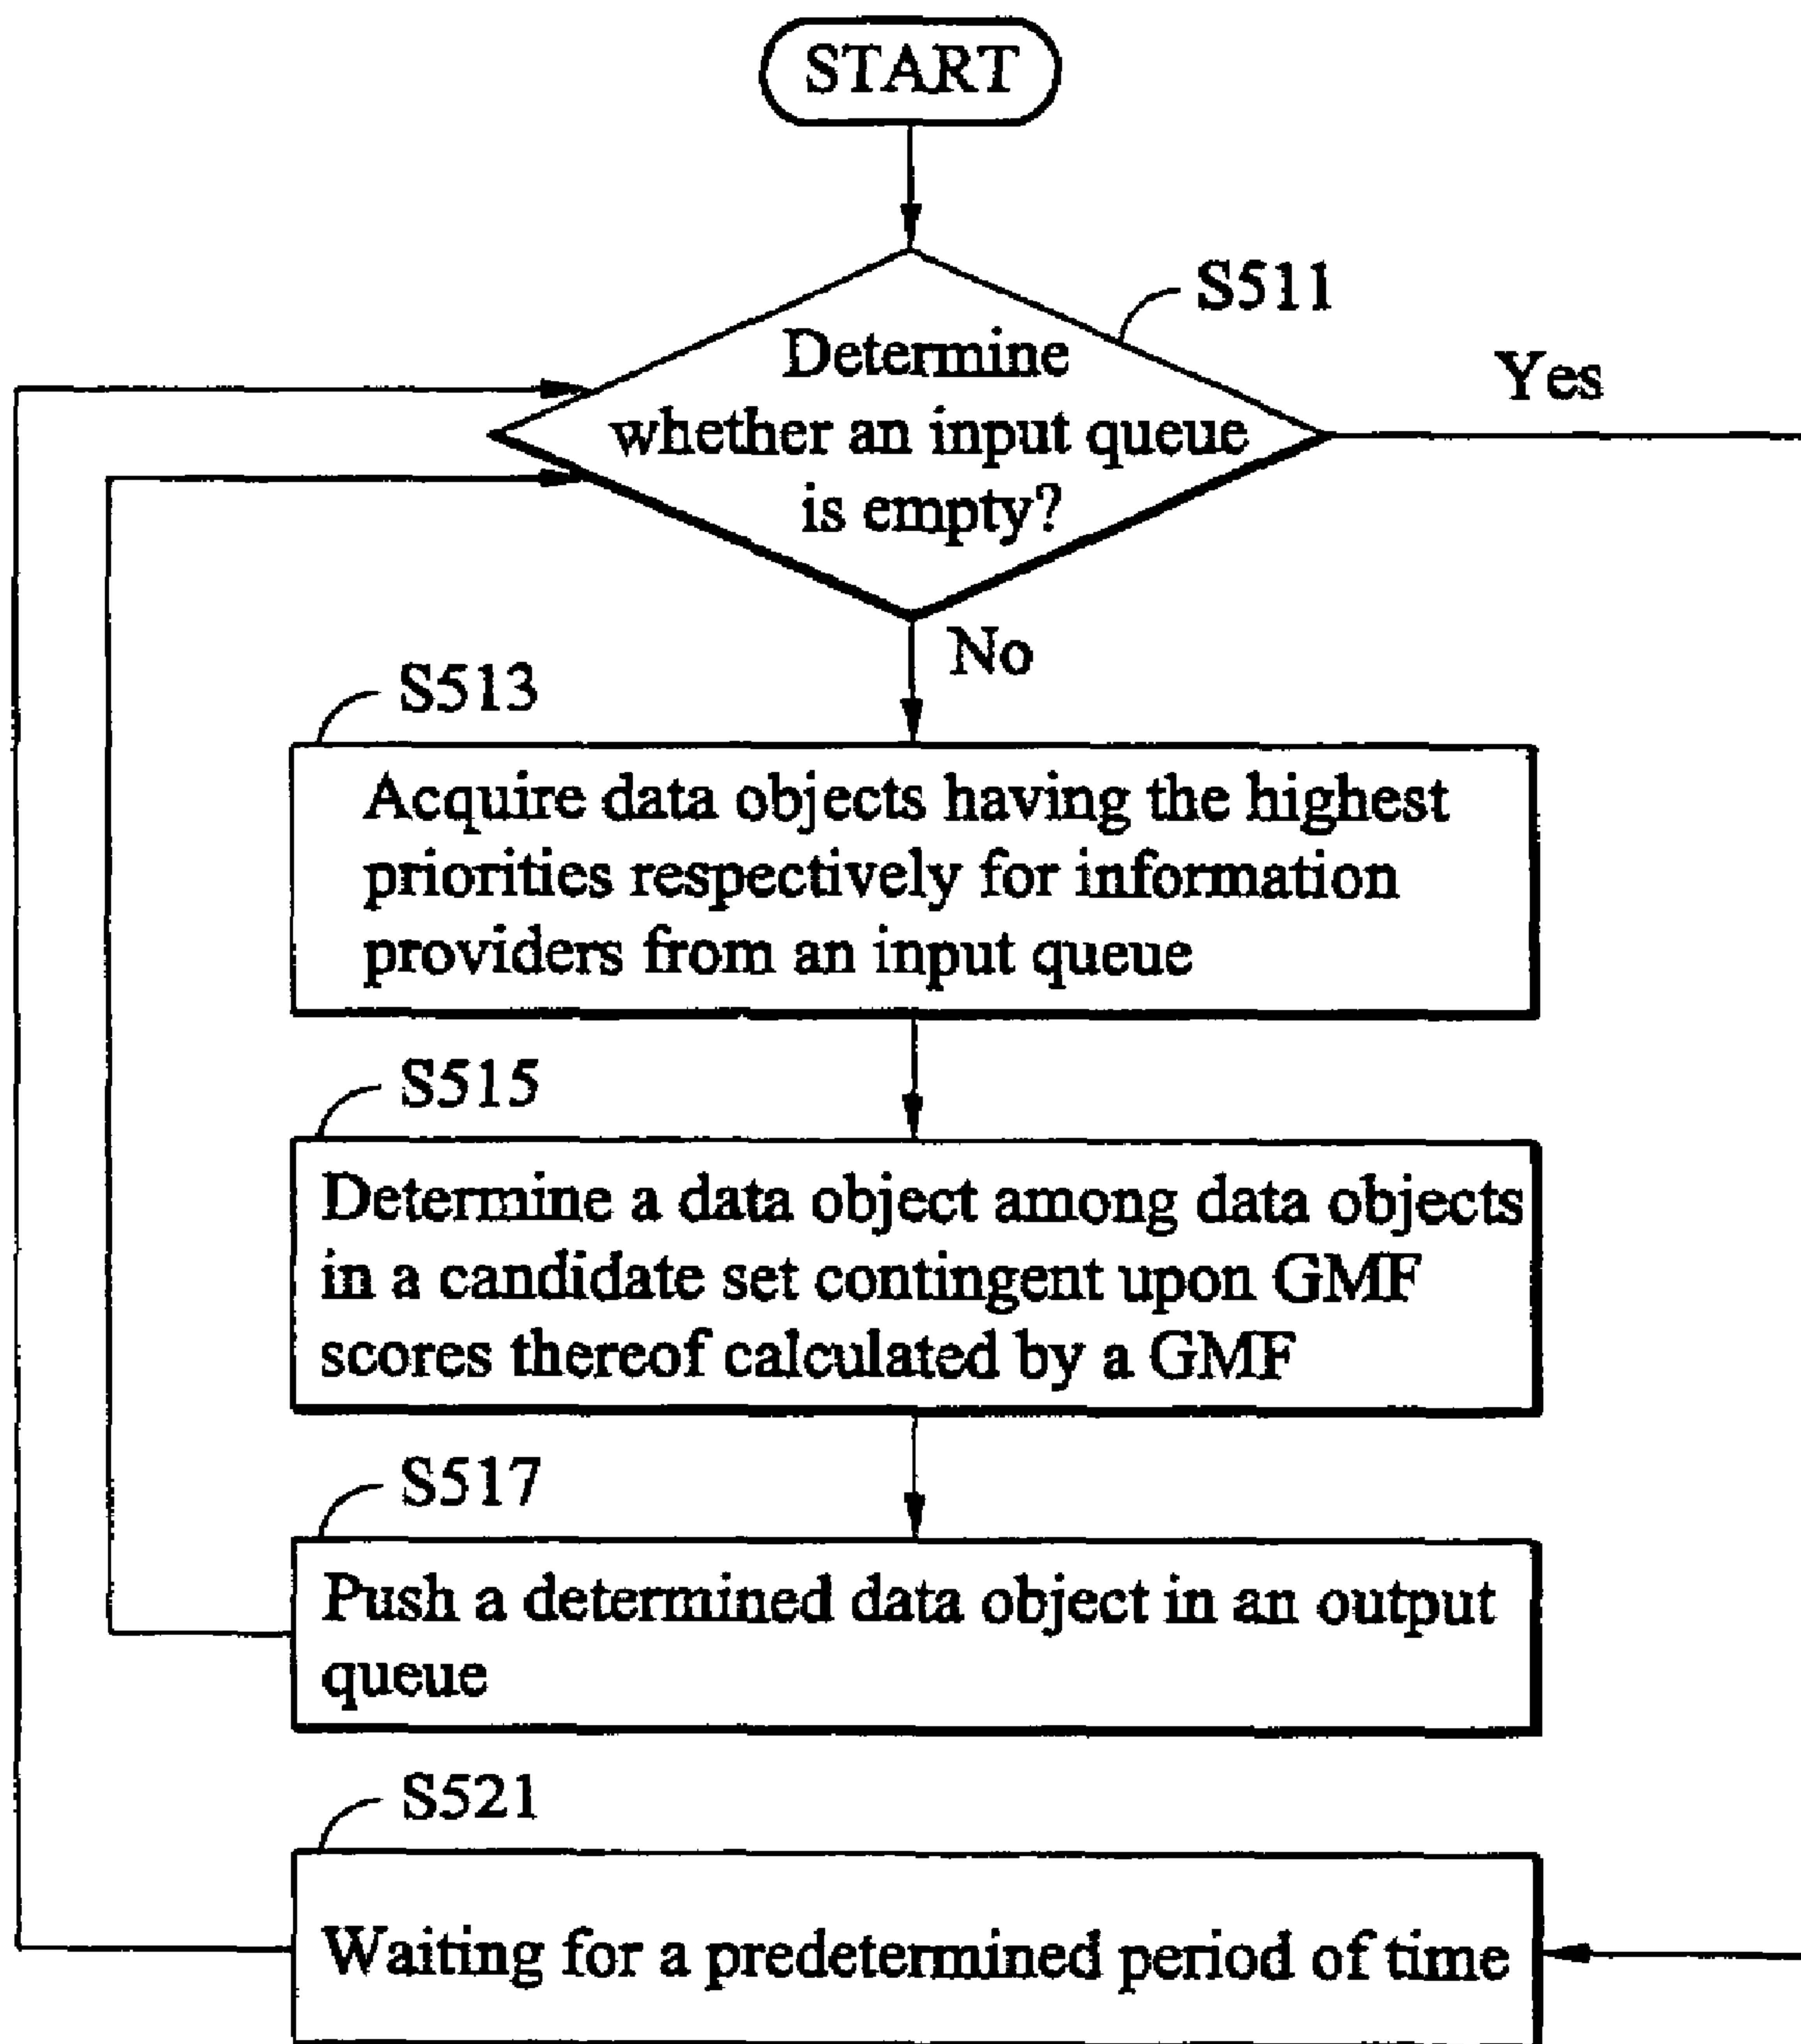 START
S511
Determine
whether an input queue
is empty?
Yes
No
S513
Acquire data objects having the highest
priorities respectively for information
providers from an input queue
S515
Determine a data object among data objects
in a candidate set contingent upon GMF
scores thereof calculated by a GMF
S517
Push a determined data object in an output
queue
S521
Waiting for a predetermined period of time